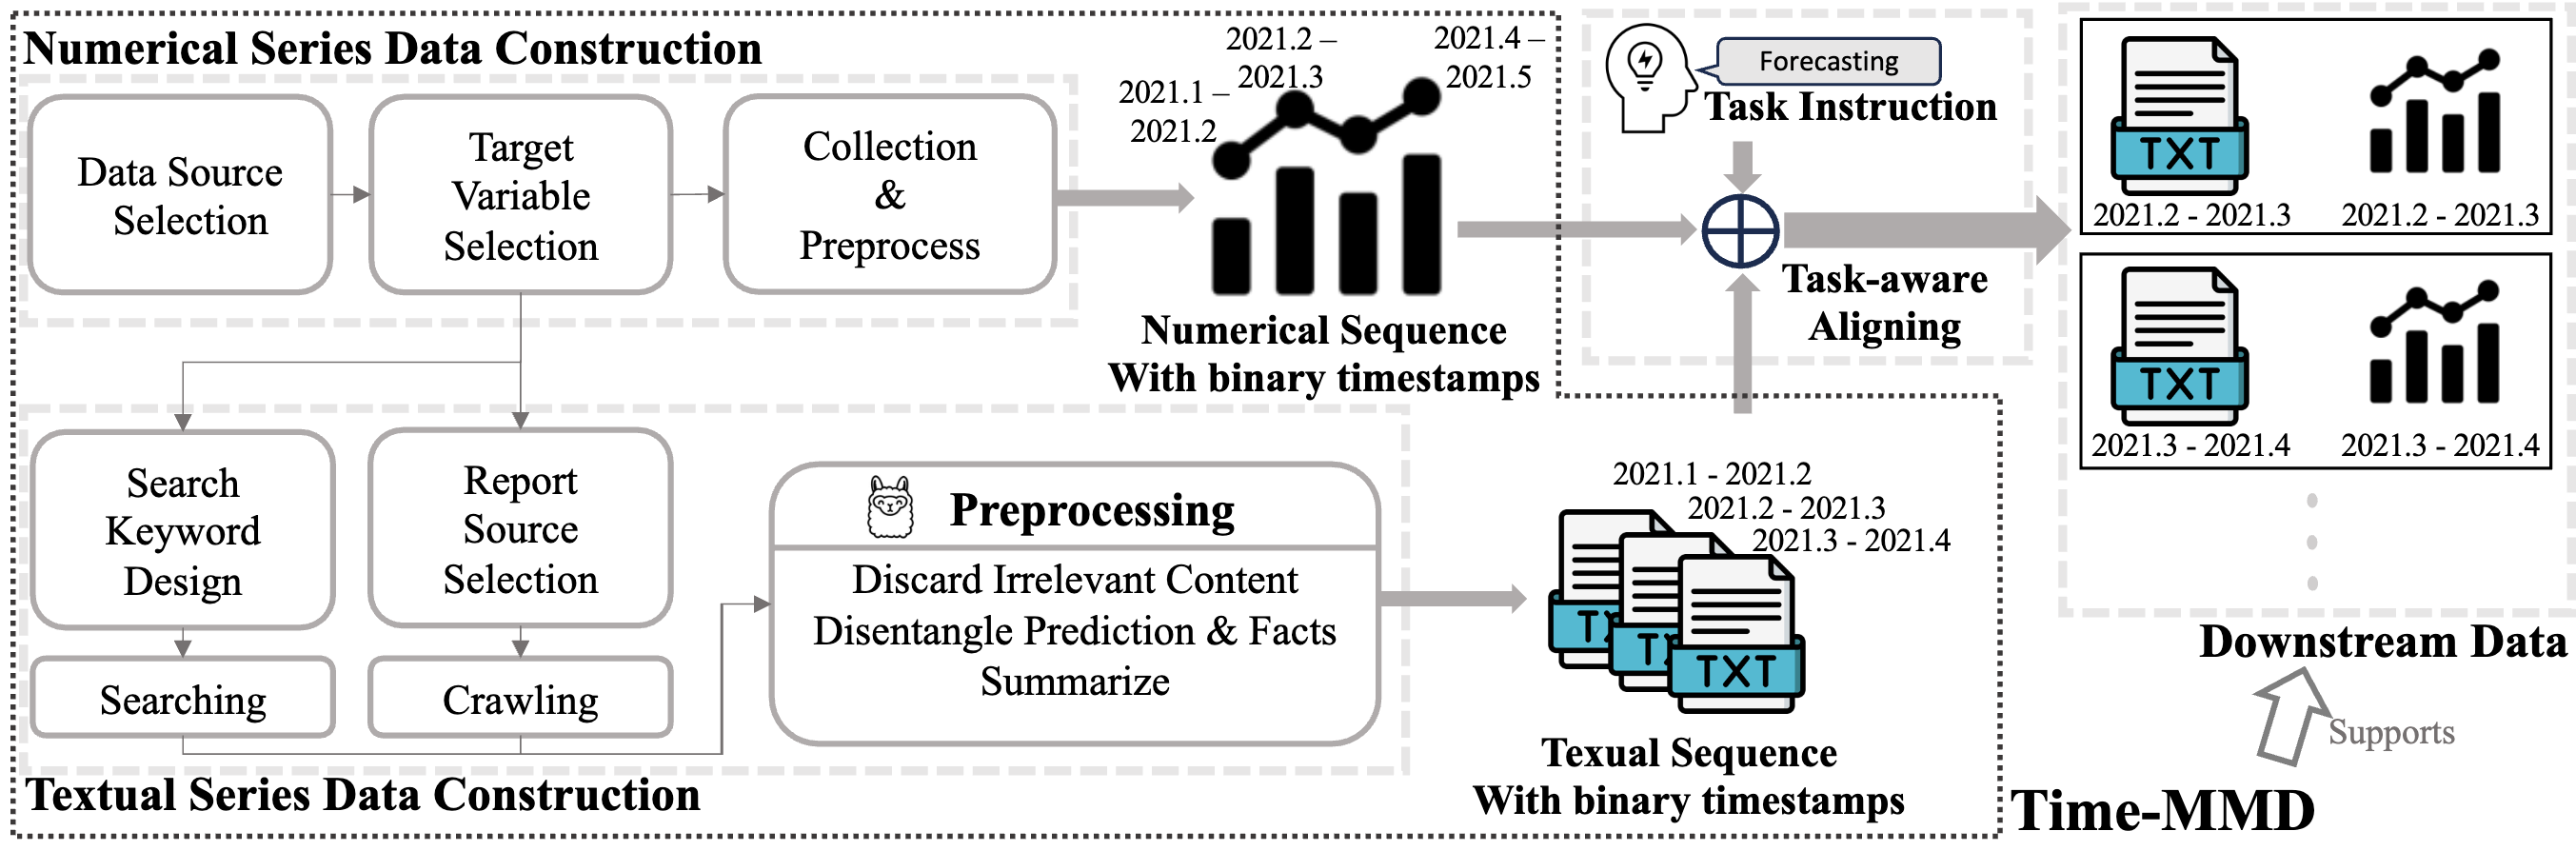 Numerical Series Data Construction
Data Source
Selection
Target
Variable
Selection
Collection
&
Preprocess
2021.1 –
2021.2
2021.2 –
2021.3
2021.4 –
2021.5
Numerical Sequence
With binary timestamps
Forecasting
Task Instruction
Task-aware
Aligning
TXT
2021.2 - 2021.3
2021.2 - 2021.3
TXT
2021.3 - 2021.4
2021.3 - 2021.4
Downstream Data
Supports
Time-MMD
Search
Keyword
Design
Searching
Report
Source
Selection
Crawling
Preprocessing
Discard Irrelevant Content
Disentangle Prediction & Facts
Summarize
2021.1 - 2021.2
2021.2 - 2021.3
2021.3 - 2021.4
T
T
TXT
Texual Sequence
With binary timestamps
Textual Series Data Construction